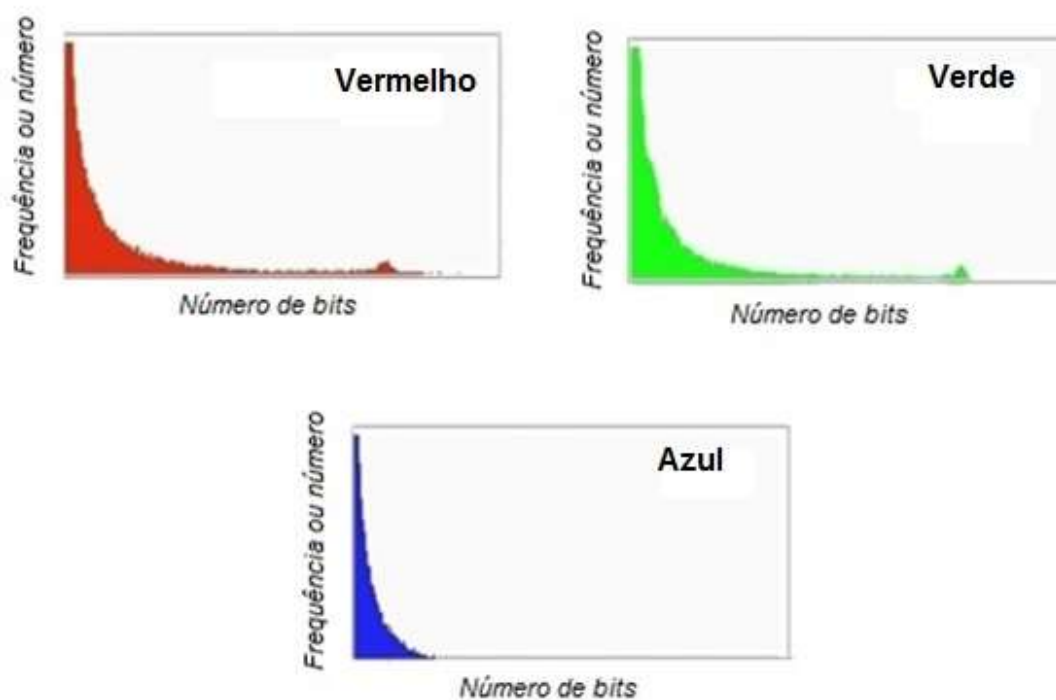 Frequência ou número
Vermelho
Número de bits
Frequência ou número
Verde
Número de bits
Frequência ou número
Azul
Número de bits